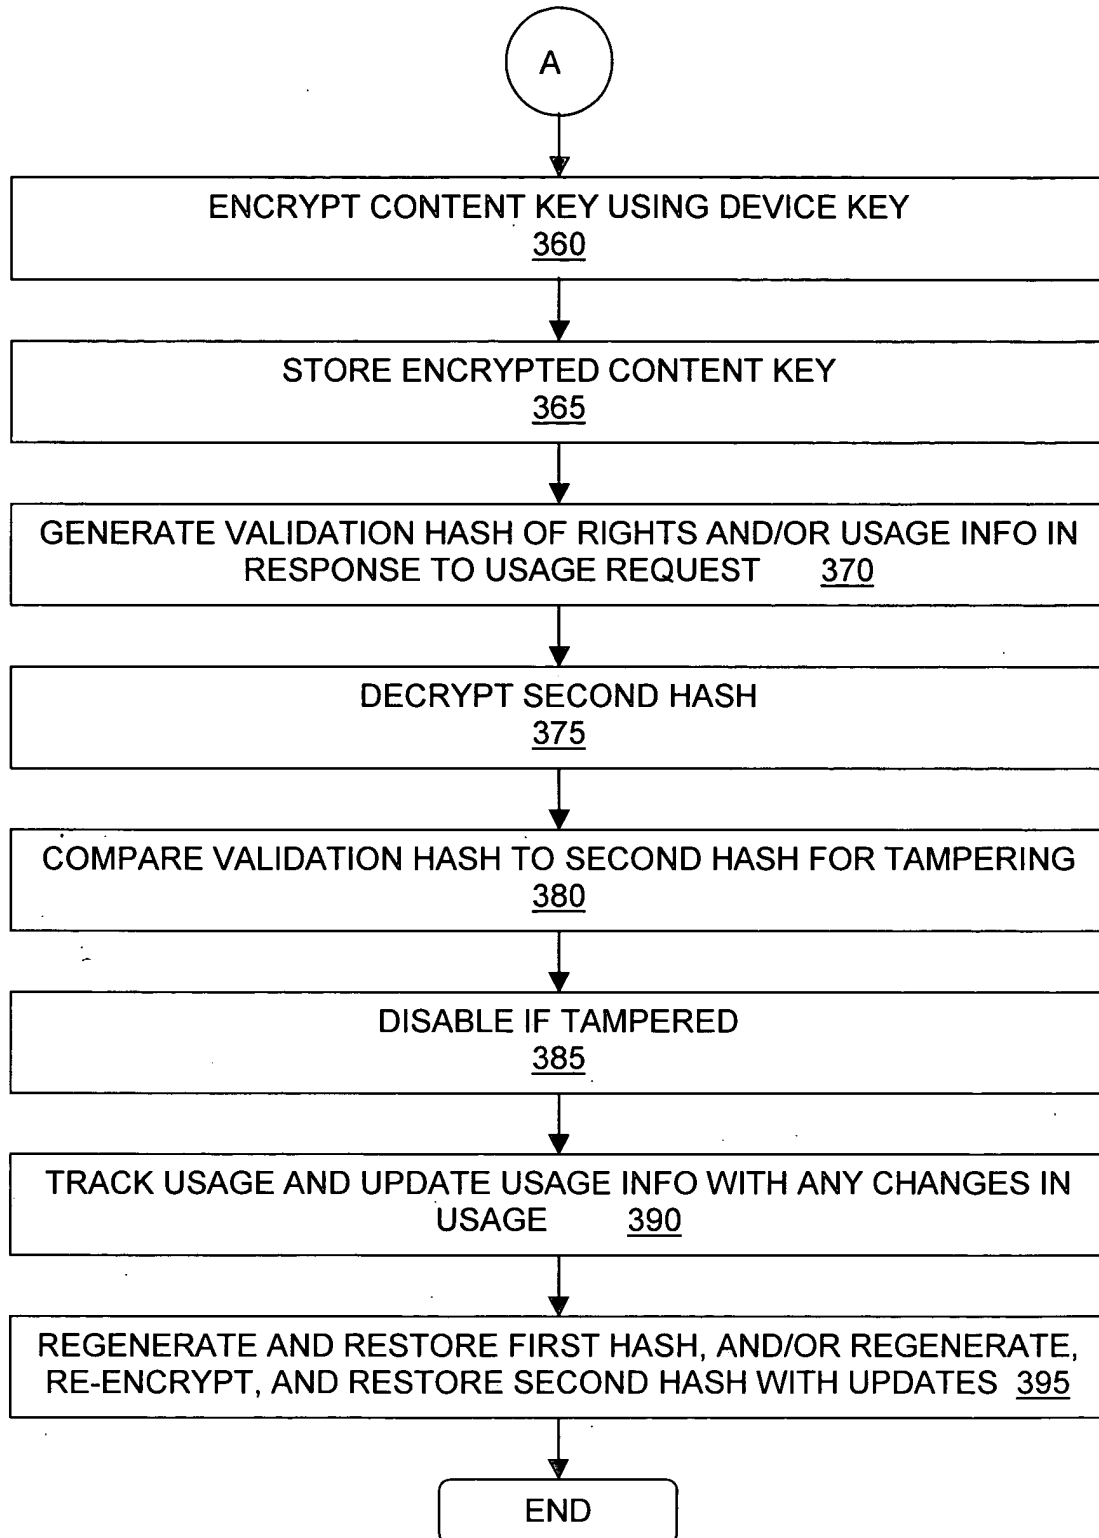 A
ENCRYPT CONTENT KEY USING DEVICE KEY
360
STORE ENCRYPTED CONTENT KEY
365
GENERATE VALIDATION HASH OF RIGHTS AND/OR USAGE INFO IN
RESPONSE TO USAGE REQUEST 370
DECRYPT SECOND HASH
375
COMPARE VALIDATION HASH TO SECOND HASH FOR TAMPERING
380
DISABLE IF TAMPERED
385
TRACK USAGE AND UPDATE USAGE INFO WITH ANY CHANGES IN
USAGE 390
REGENERATE AND RESTORE FIRST HASH, AND/OR REGENERATE,
RE-ENCRYPT, AND RESTORE SECOND HASH WITH UPDATES 395
END